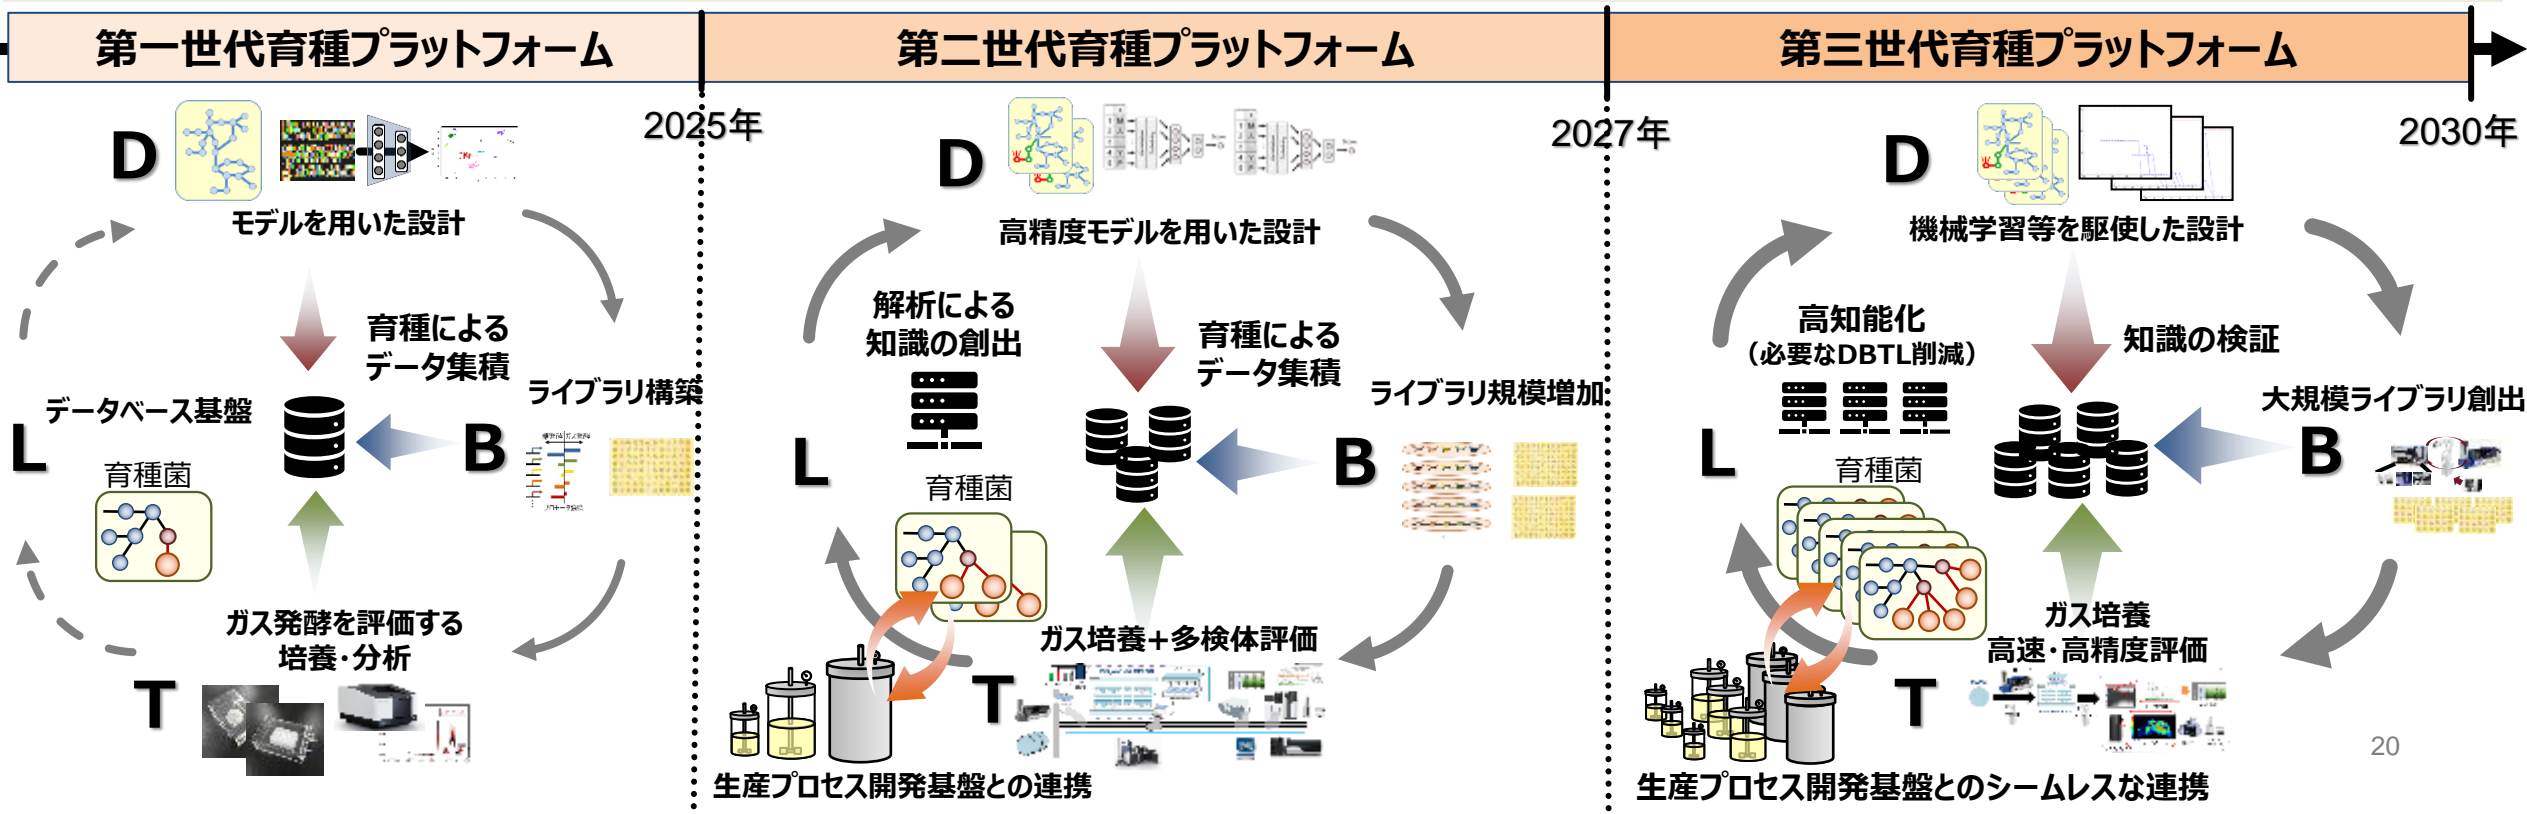 第一世代育種プラットフォーム
第二世代育種プラットフォーム
第三世代育種プラットフォーム
2025年
2027年
2030年
D
モデルを用いた設計
育種による
データ集積
ライブラリ構築
データベース基盤
L
B
育種菌
ガス発酵を評価する
培養・分析
T
D
高精度モデルを用いた設計
解析による
知識の創出
育種による
データ集積
ライブラリ規模増加
L
B
育種菌
ガス培養+多検体評価
T
生産プロセス開発基盤との連携
D
機械学習等を駆使した設計
高知能化
（必要なDBTL削減）
知識の検証
大規模ライブラリ創出
L
B
育種菌
ガス培養
高速・高精度評価
T
生産プロセス開発基盤とのシームレスな連携
20